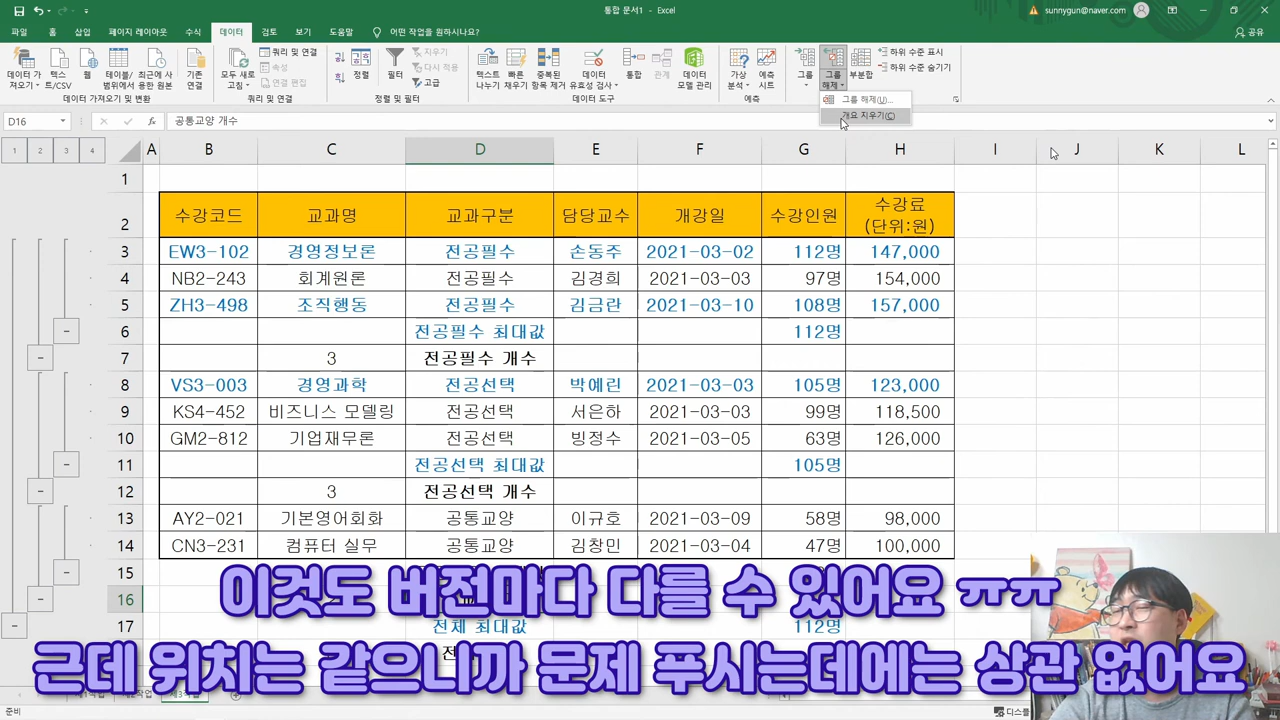 통합 문서1 - Excel
sunnygun@naver.com
파일 홈 삽입 페이지 레이아웃 수식 데이터 검토 보기 도움말 어떤 작업을 원하시나요?
공유
데이터 가져오기
텍스트/CSV
웹
테이블/범위에서
최근에 사용한 원본
기존 연결
모두 새로 고침
쿼리 및 연결
속성
연결 편집
정렬
필터
지우기
다시 적용
고급
텍스트 나누기
빠른 채우기
중복된 항목 제거
데이터 유효성 검사
통합
관계
데이터 모델 관리
가상 분석
예측 시트
그룹
그룹 해제
부분합
하위 수준 표시
하위 수준 숨기기
데이터 가져오기 및 변환 쿼리 및 연결 정렬 및 필터 데이터 도구 예측
그룹 해제(U)...
개요 지우기(C)
D16 fx 공통교양 개수
1 2 3 4 A B C D E F G H I J K L
1
2 수강코드 교과명 교과구분 담당교수 개강일 수강인원 수강료
(단위:원)
3 EW3-102 경영정보론 전공필수 손동주 2021-03-02 112명 147,000
4 NB2-243 회계원론 전공필수 김경희 2021-03-03 97명 154,000
5 ZH3-498 조직행동 전공필수 김금란 2021-03-10 108명 157,000
6 전공필수 최대값 112명
7 3 전공필수 개수
8 VS3-003 경영과학 전공선택 박예린 2021-03-03 105명 123,000
9 KS4-452 비즈니스 모델링 전공선택 서은하 2021-03-03 99명 118,500
10 GM2-812 기업재무론 전공선택 빙정수 2021-03-05 63명 126,000
11 전공선택 최대값 105명
12 3 전공선택 개수
13 AY2-021 기본영어회화 공통교양 이규호 2021-03-09 58명 98,000
14 CN3-231 컴퓨터 실무 공통교양 김창민 2021-03-04 47명 100,000
15
이것도 버전마다 다를 수 있어요 ㅠㅠ
16
17 전체 최대값 112명
근데 위치는 같으니까 문제 푸시는데에는 상관 없어요
준비